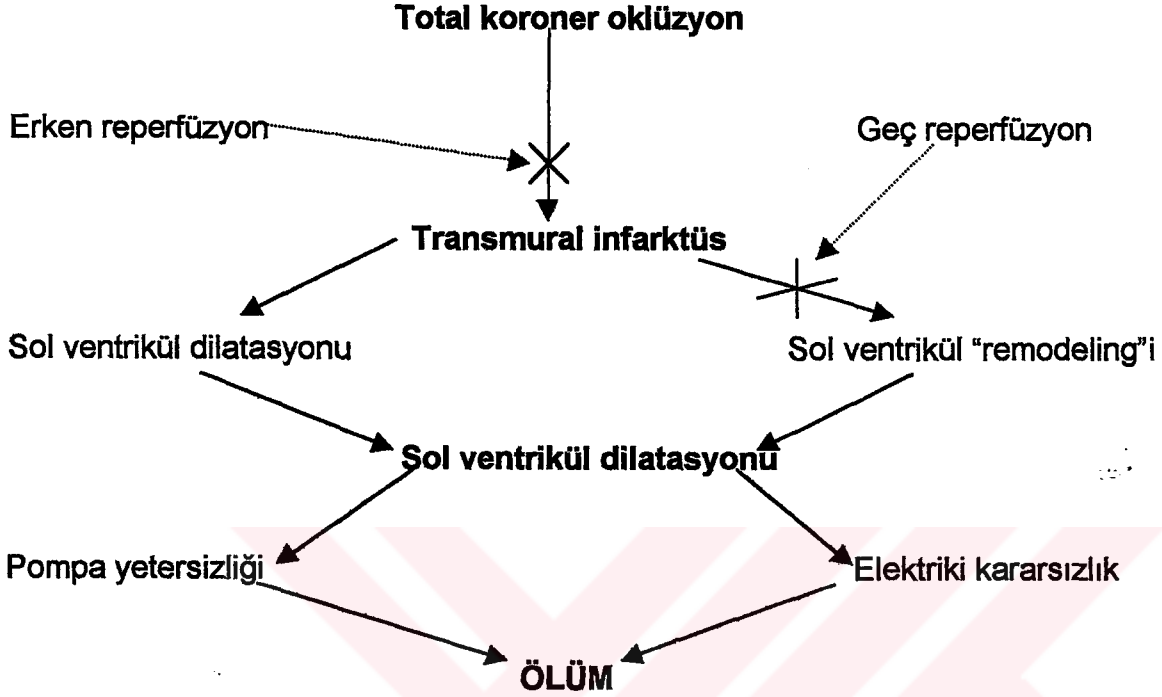 Total koroner oklüzyon
Erken reperfüzyon
Geç reperfüzyon
Transmural infarktüs
Sol ventrikül dilatasyonu
Sol ventrikül "remodeling"i
Sol ventrikül dilatasyonu
Pompa yetersizliği
Elektriki kararsızlık
ÖLÜM